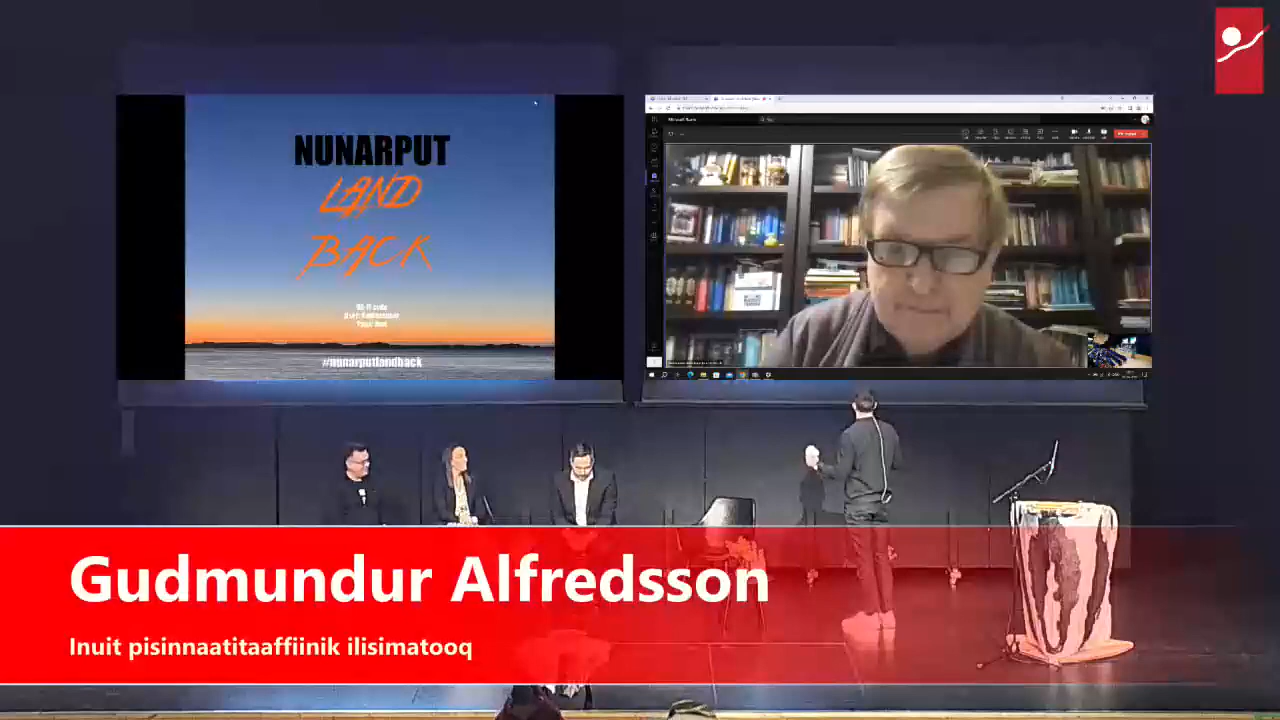 NUNARPUT
LAND
BACK
#nunarputlandback
Gudmundur Alfredsson
Inuit pisinnaatitaaffiinik ilisimatooq